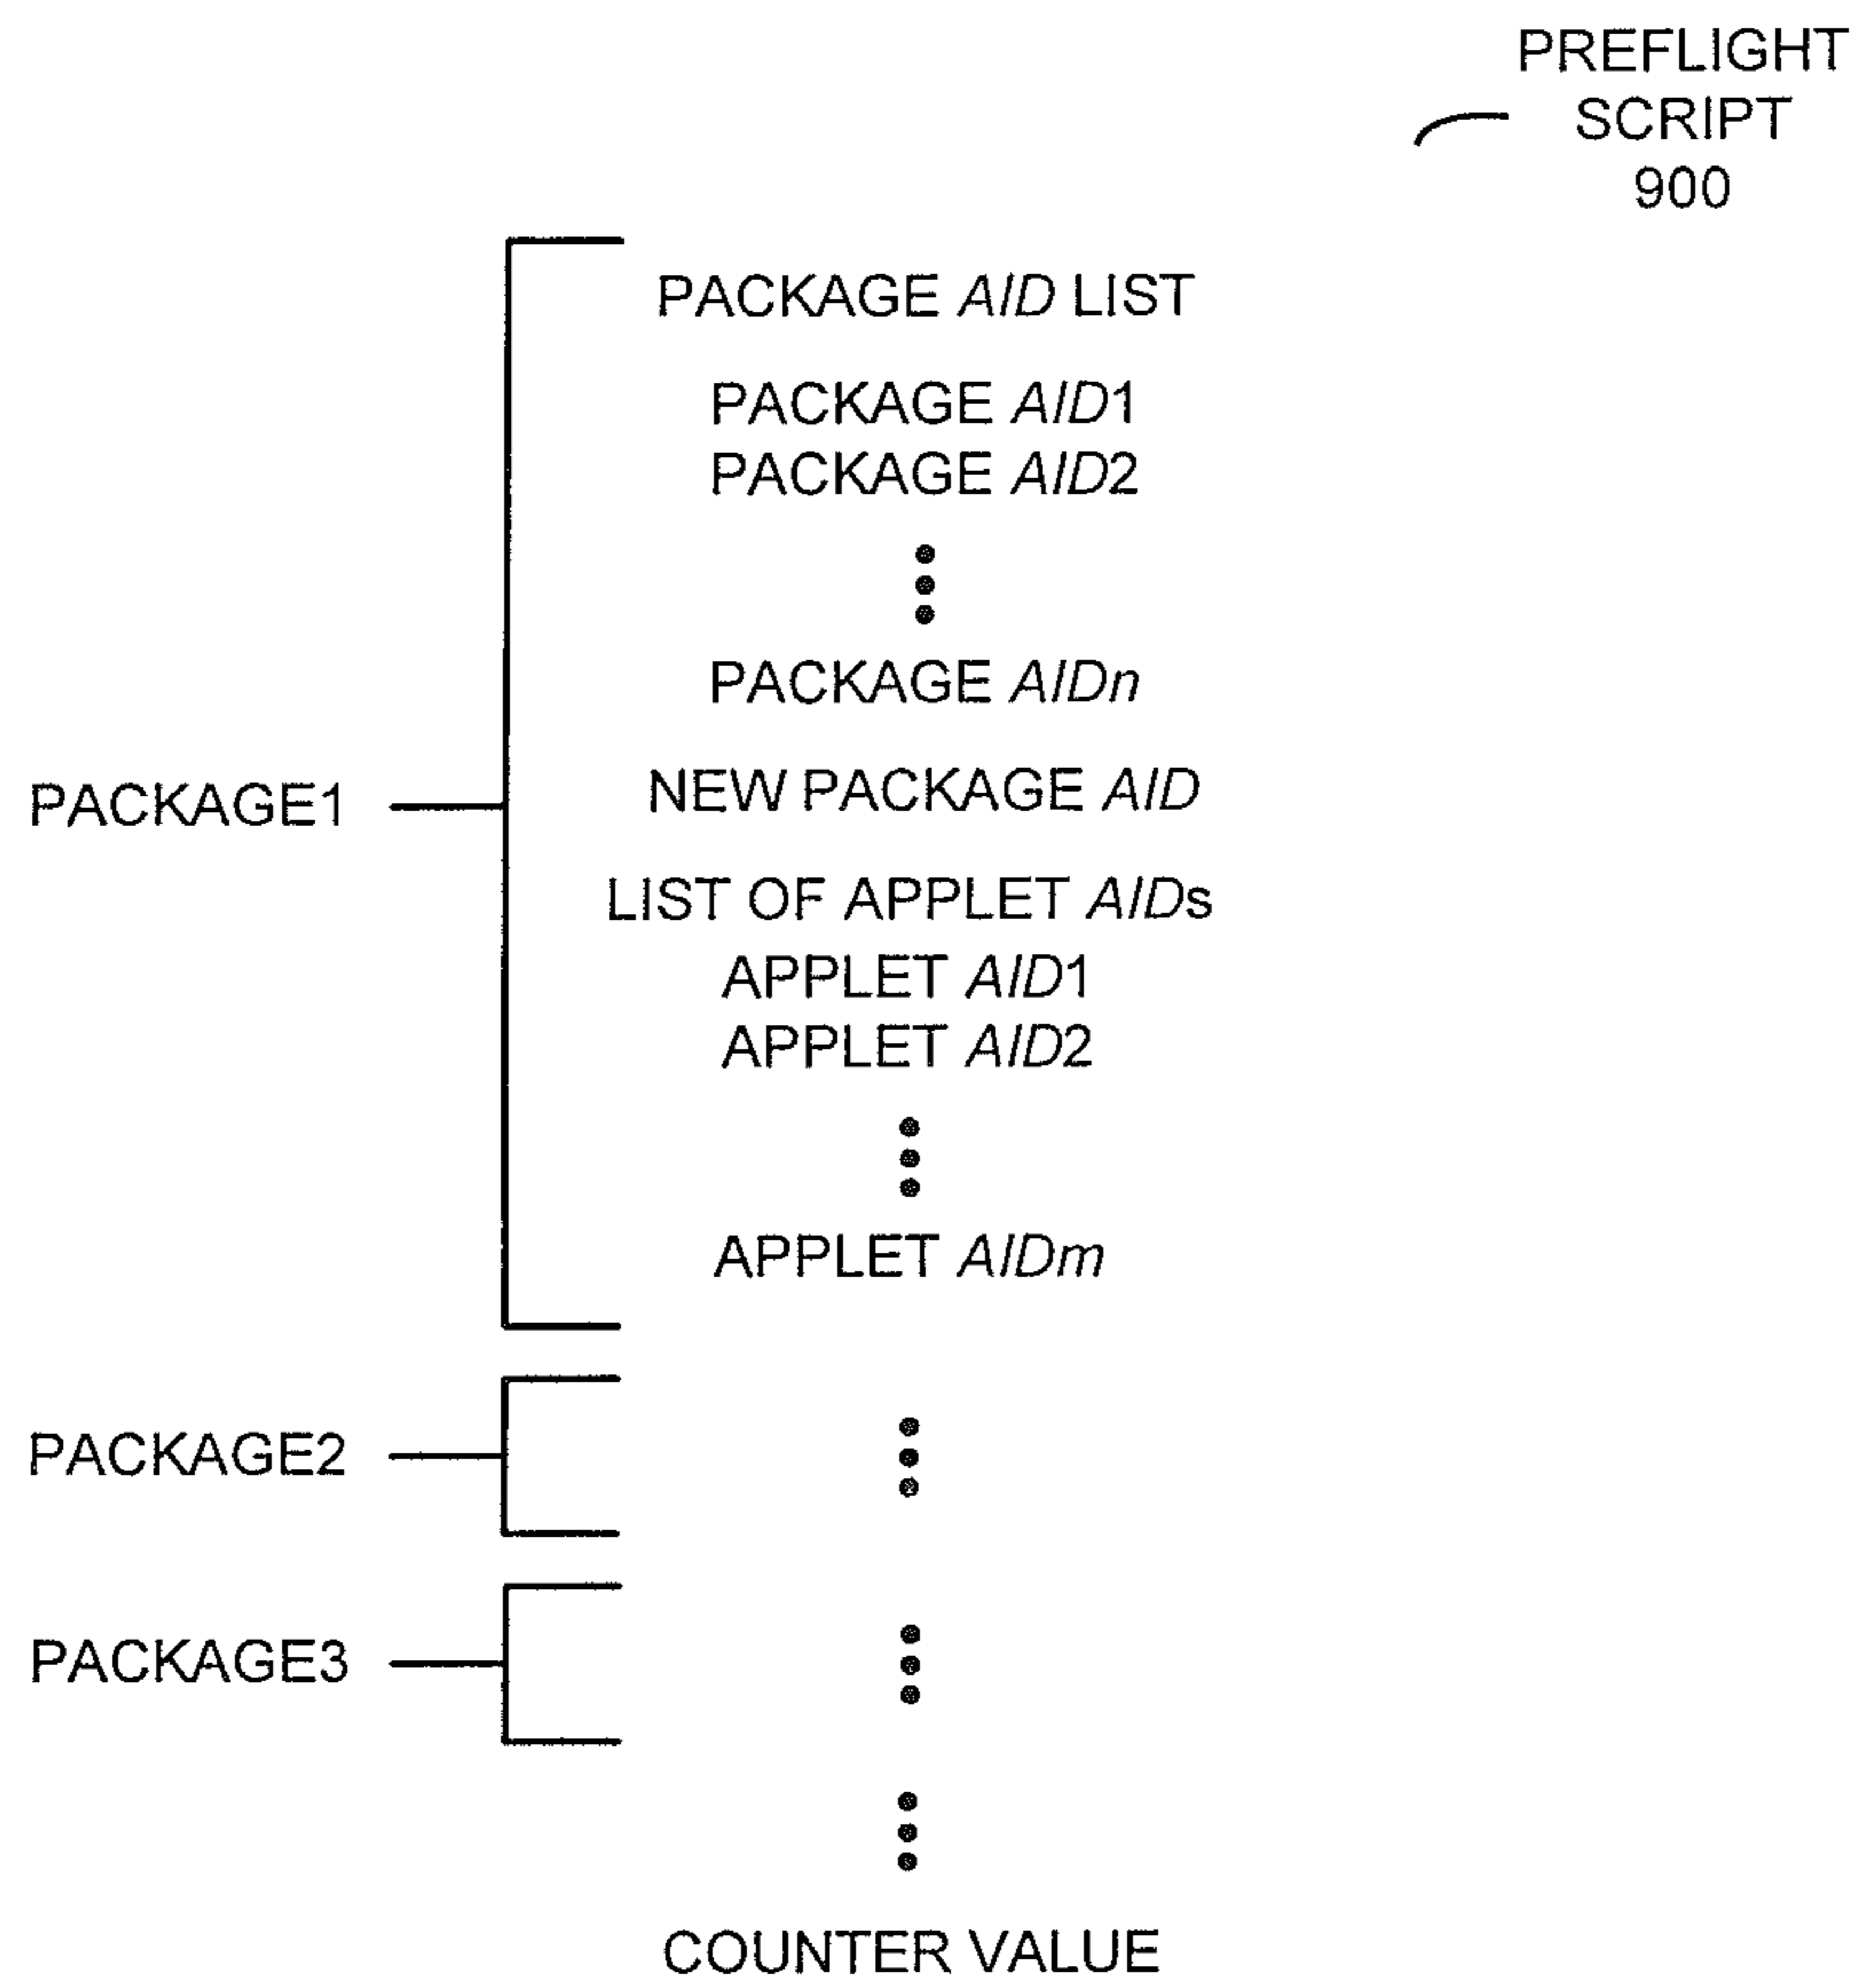 PREFLIGHT
SCRIPT
900
PACKAGE AID LIST
PACKAGE AID1
PACKAGE AID2
PACKAGE AIDn
PACKAGE1
NEW PACKAGE AID
LIST OF APPLET AIDs
APPLET AID1
APPLET AID2
APPLET AIDm
PACKAGE2
PACKAGE3
COUNTER VALUE